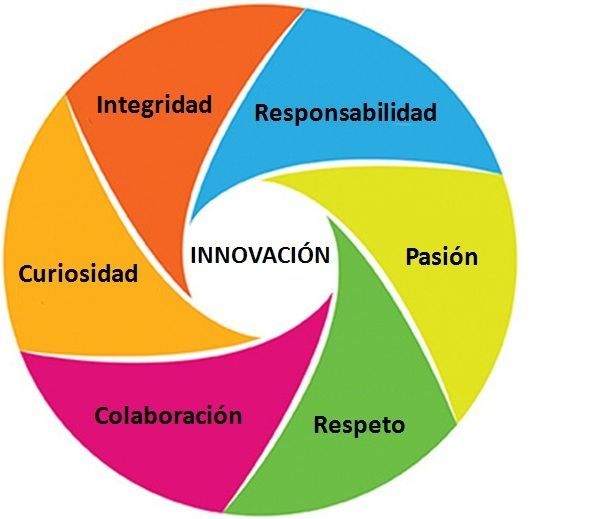 Integridad
Responsabilidad
INNOVACIÓN
Pasión
Curiosidad
Colaboración
Respeto